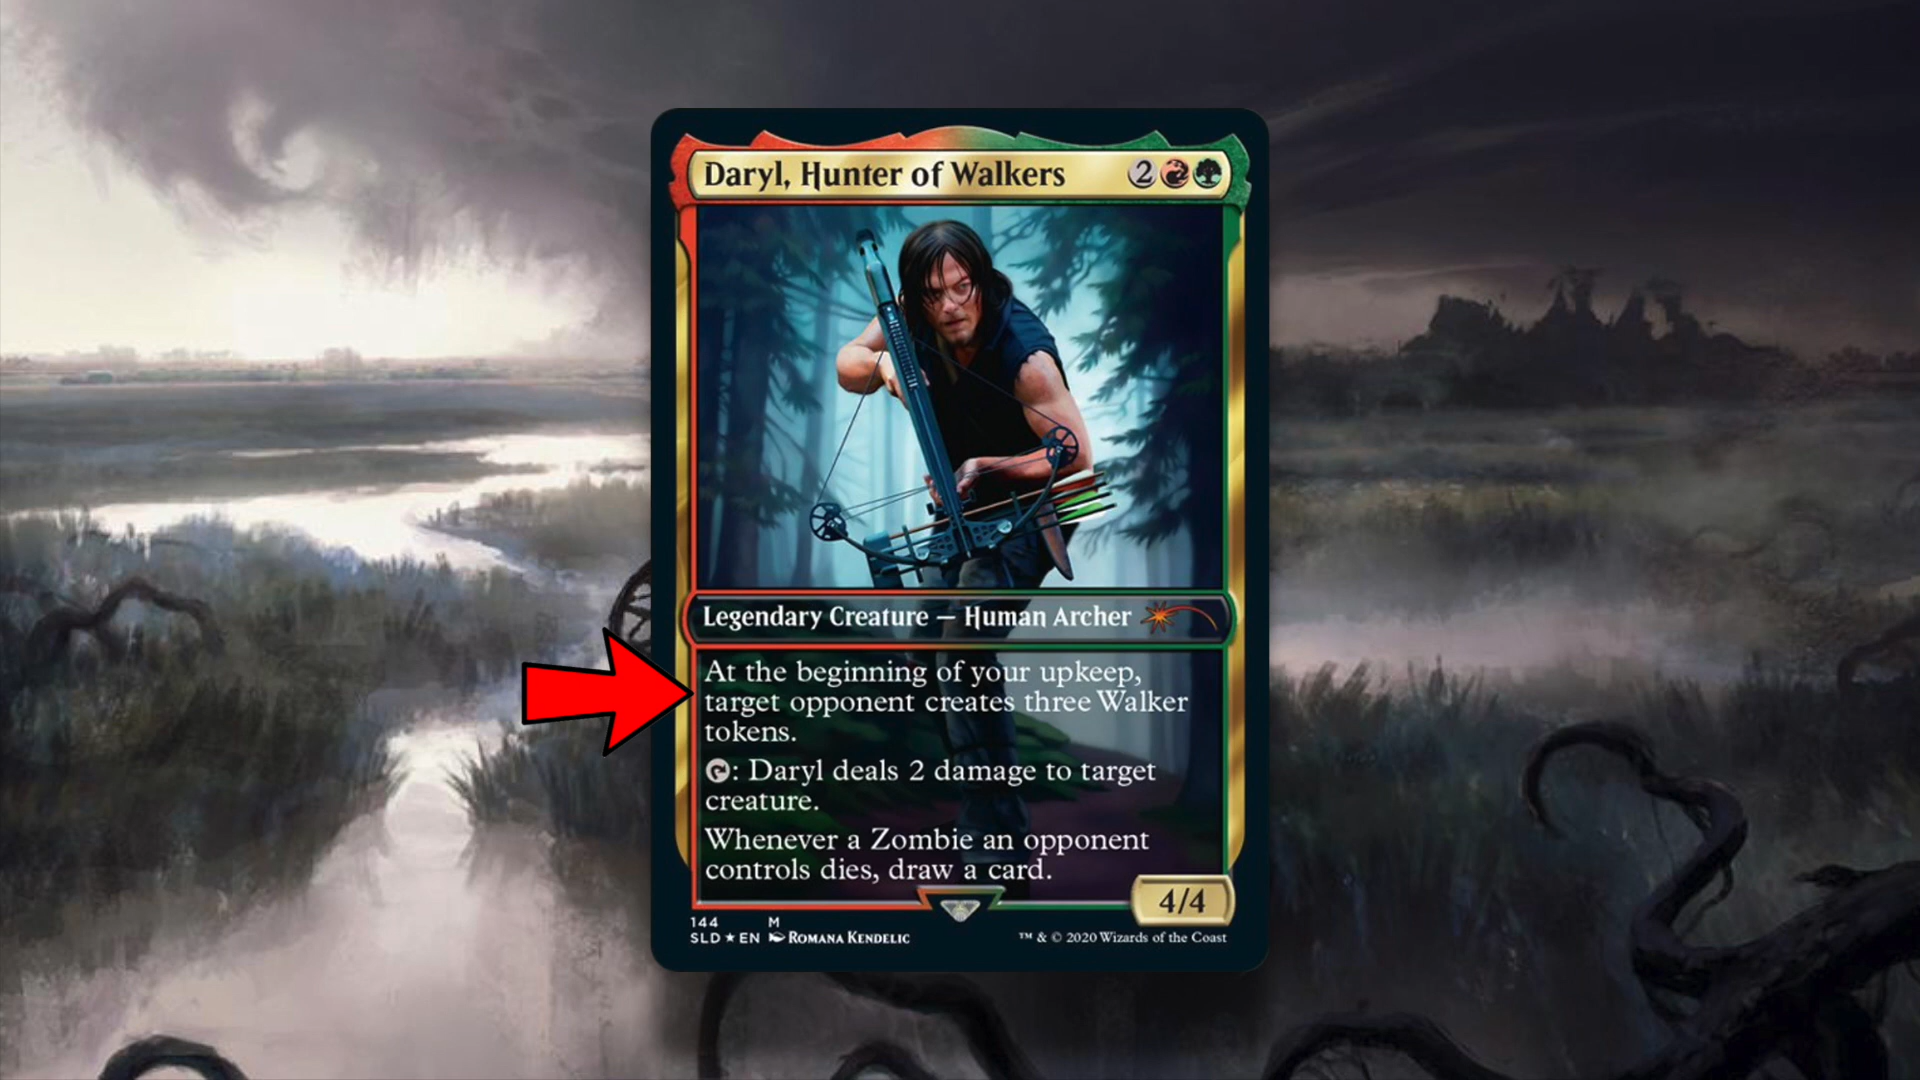 Daryl, Hunter of Walkers 2
Legendary Creature — Human Archer
At the beginning of your upkeep,
target opponent creates three Walker
tokens.
: Daryl deals 2 damage to target
creature.
Whenever a Zombie an opponent
controls dies, draw a card.
4/4
144 M
SLD ★ EN ROMANA KENDELIC
™ & © 2020 Wizards of the Coast